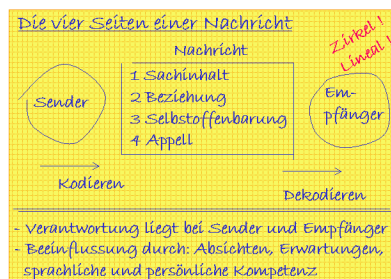 Die vier Seiten einer Nachricht
Zirkel !
Lineal !
Nachricht
Sender
1 Sachinhalt
2 Beziehung
3 Selbstoffenbarung
4 Appell
Em-
pfänger
Kodieren
Dekodieren
- Verantwortung liegt bei Sender und Empfänger
- Beeinflussung durch: Absichten, Erwartungen,
sprachliche und persönliche Kompetenz